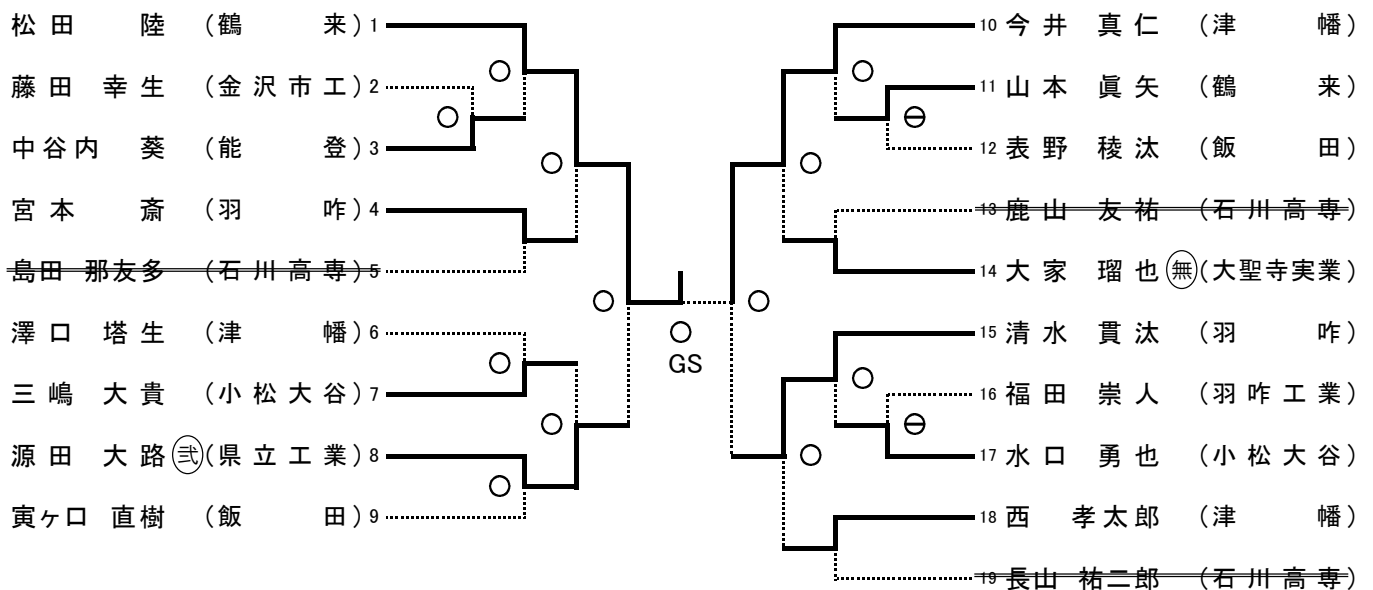 松田 陸 （鶴 来）1
藤田 幸生 （金沢市工）2
中谷内 葵 （能 登）3
宮本 斎 （羽 咋）4
島田 那友多 （石川高専）5
澤口 塔生 （津 幡）6
三嶋 大貴 （小松大谷）7
源田 大路 弐（県立工業）8
寅ヶ口 直樹 （飯 田）9
GS
10 今井 真仁 （津 幡）
11 山本 眞矢 （鶴 来）
12 表野 稜汰 （飯 田）
13 鹿山 友祐 （石川高専）
14 大家 瑠也 無（大聖寺実業）
15 清水 貫汰 （羽 咋）
16 福田 崇人 （羽咋工業）
17 水口 勇也 （小松大谷）
18 西 孝太郎 （津 幡）
19 長山 祐二郎 （石川高専）